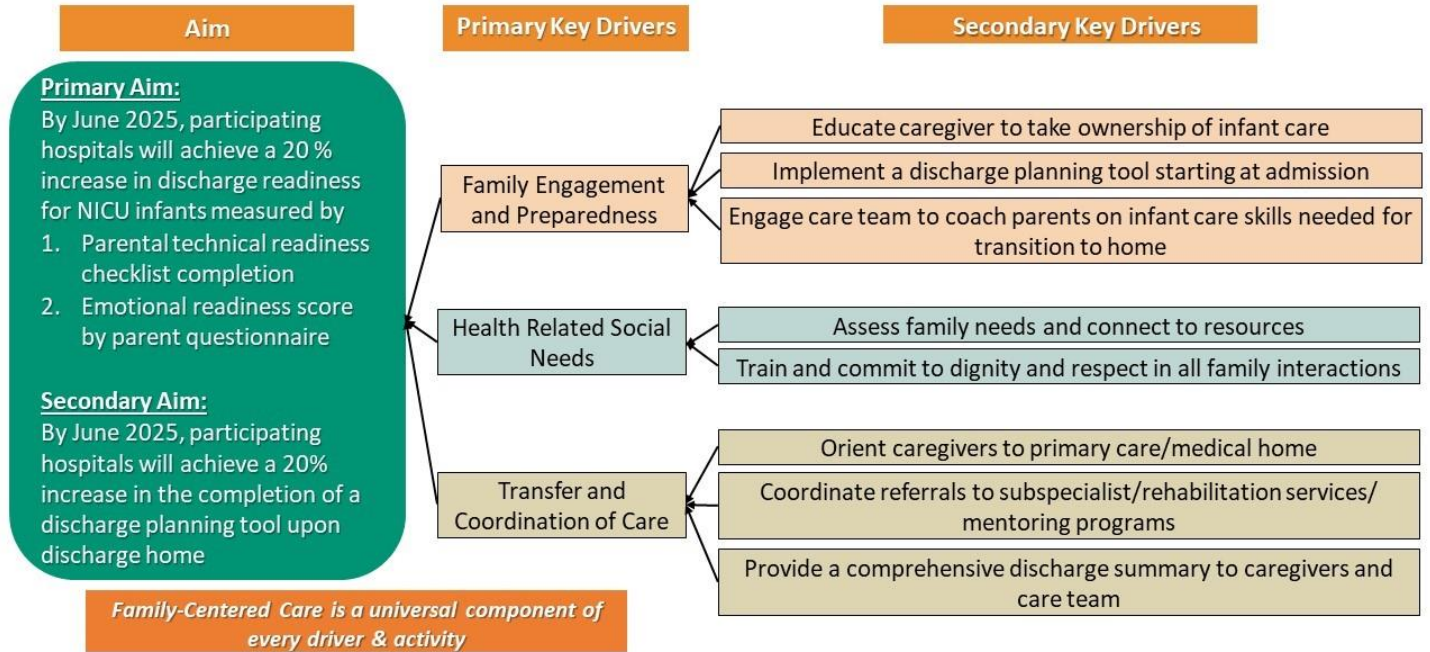 Aim
Primary Key Drivers
Secondary Key Drivers
Primary Aim:
By June 2025, participating
hospitals will achieve a 20 %
increase in discharge readiness
for NICU infants measured by
1. Parental technical readiness
checklist completion
2. Emotional readiness score
by parent questionnaire
Secondary Aim:
By June 2025, participating
hospitals will achieve a 20%
increase in the completion of a
discharge planning tool upon
discharge home
Family Engagement
and Preparedness
Educate caregiver to take ownership of infant care
Implement a discharge planning tool starting at admission
Engage care team to coach parents on infant care skills needed for
transition to home
Health Related Social
Needs
Assess family needs and connect to resources
Train and commit to dignity and respect in all family interactions
Transfer and
Coordination of Care
Orient caregivers to primary care/medical home
Coordinate referrals to subspecialist/rehabilitation services/
mentoring programs
Provide a comprehensive discharge summary to caregivers and
care team
Family-Centered Care is a universal component of
every driver & activity